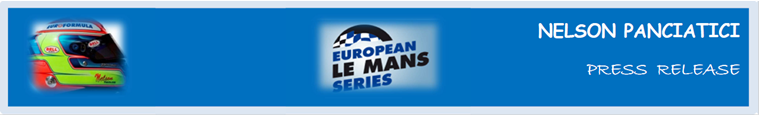 NELSON PANCIATICI
EUROPEAN
LE MANS
SERIES
PRESS RELEASE